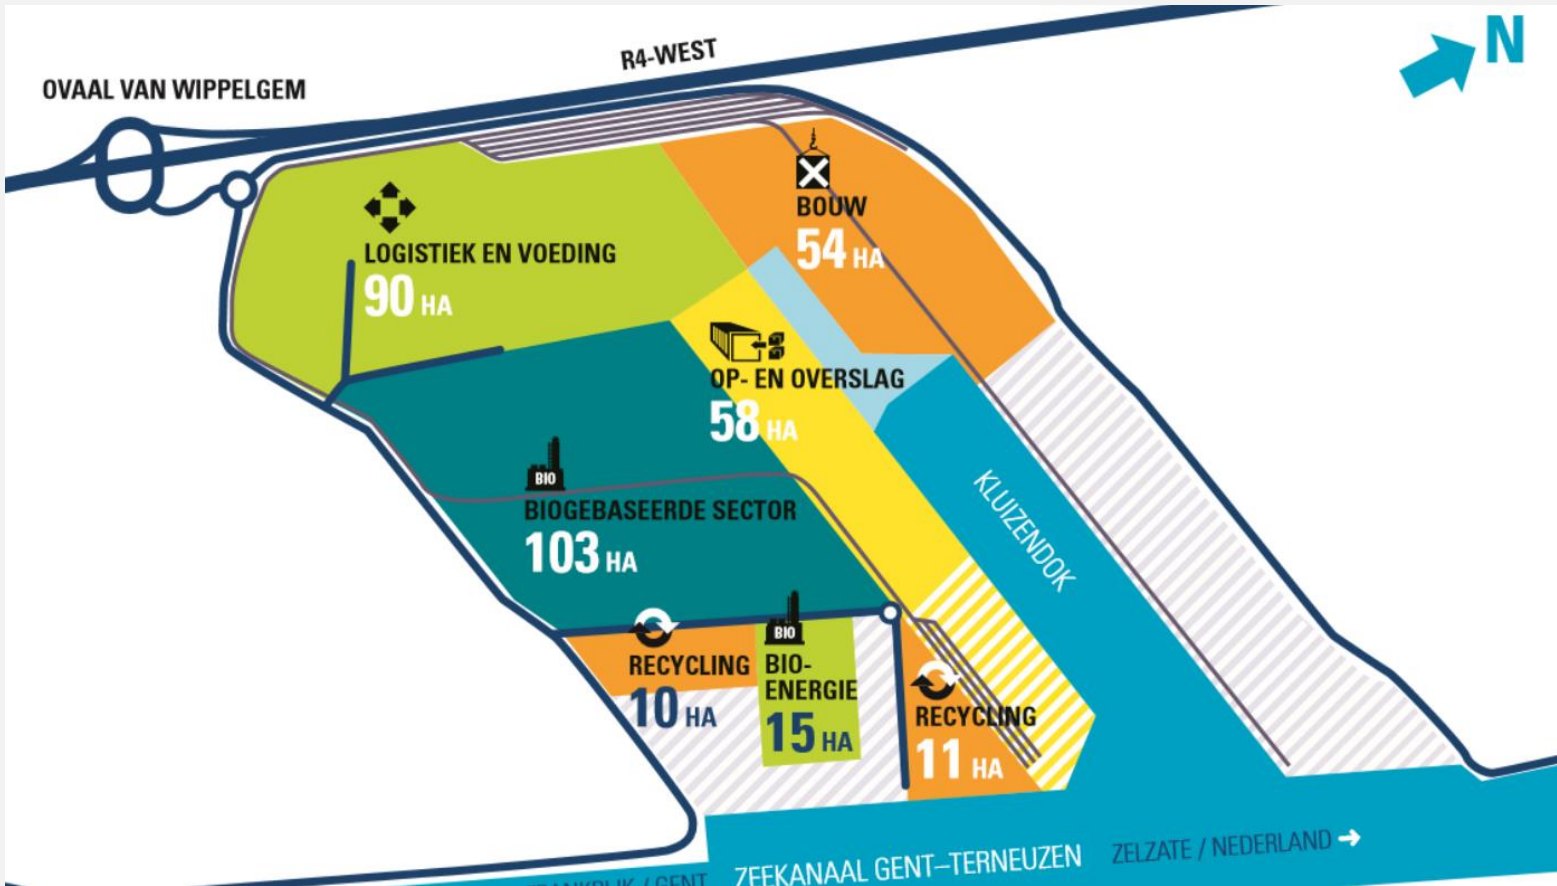 R4-WEST
N
OVAAL VAN WIPPELGEM
BOUW
54 HA
LOGISTIEK EN VOEDING
90 HA
OP- EN OVERSLAG
58 HA
BIO
BIOGEBASEERDE SECTOR
103 HA
KLUIZENDOK
BIO
RECYCLING
10 HA
BIO-
ENERGIE
15 HA
RECYCLING
11 HA
ZEEKANAAL GENT–TERNEUZEN
ZELZATE / NEDERLAND
/ GENT